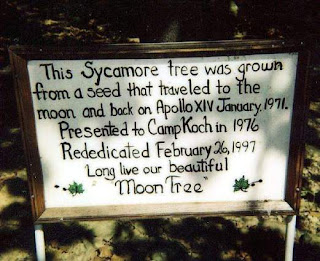 This Sycamore tree was grown
from a seed that traveled to the
moon and back on Apollo XIV January, 1971.
Presented to Camp Koch in 1976
Rededicated February 26, 1997
Long live our beautiful
"Moon Tree"